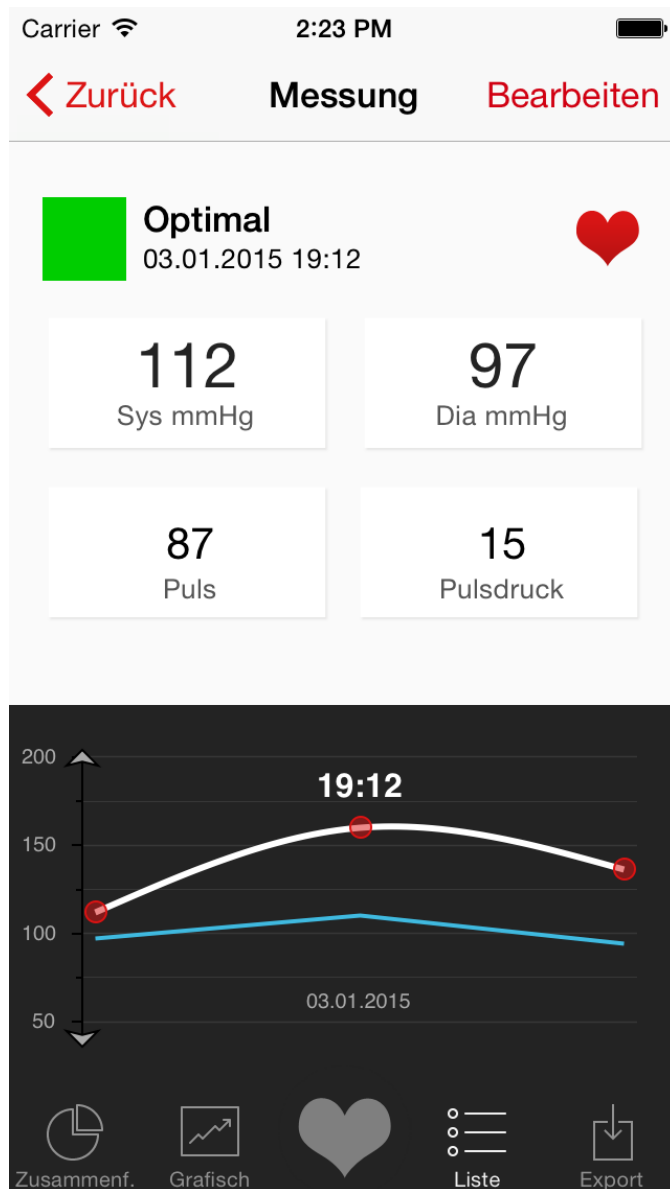 Carrier 2:23 PM
Zurück Messung Bearbeiten
Optimal
03.01.2015 19:12
112 97
Sys mmHg Dia mmHg
87 15
Puls Pulsdruck
200
19:12
150
100
03.01.2015
50
Zusammenf. Grafisch Liste Export